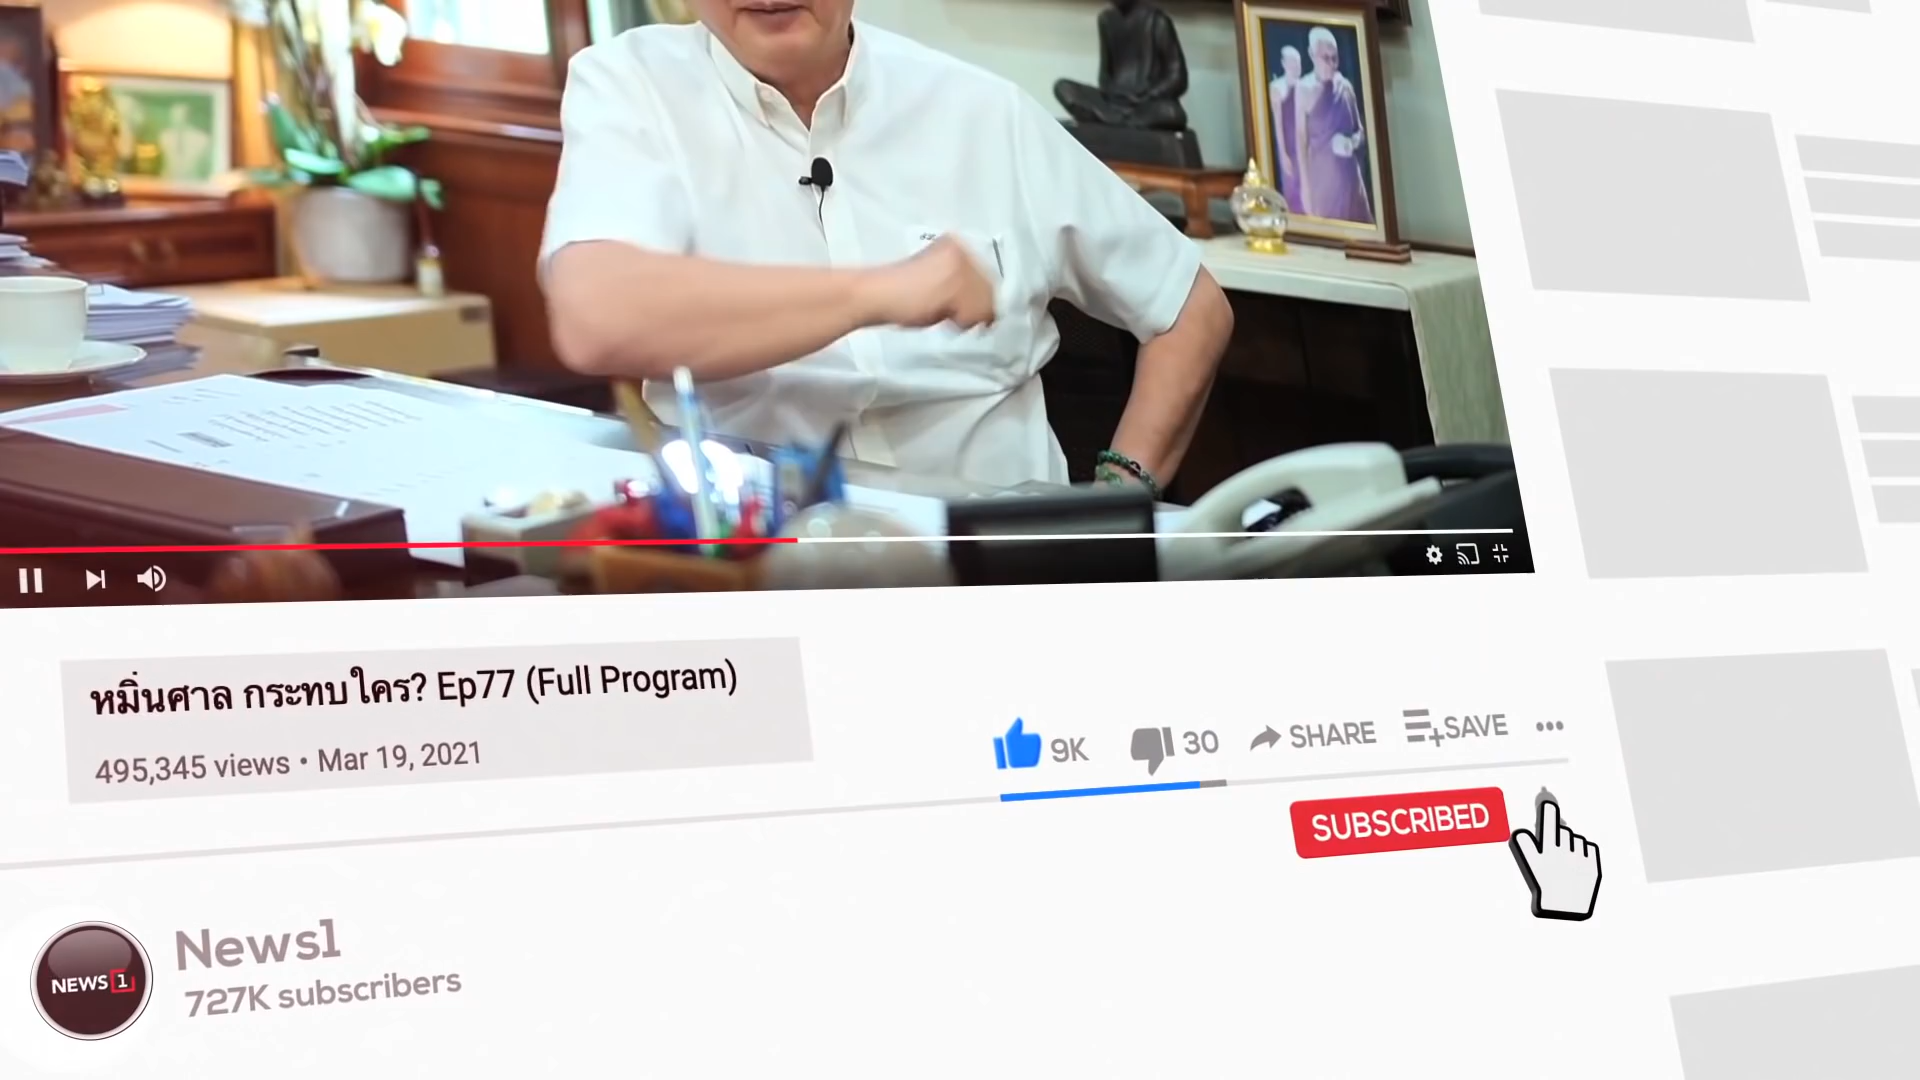 หมิ่นศาล กระทบใคร? Ep77 (Full Program)
495,345 views • Mar 19, 2021
9K
30
SHARE
SAVE
SUBSCRIBED
NEWS 1
News1
727K subscribers